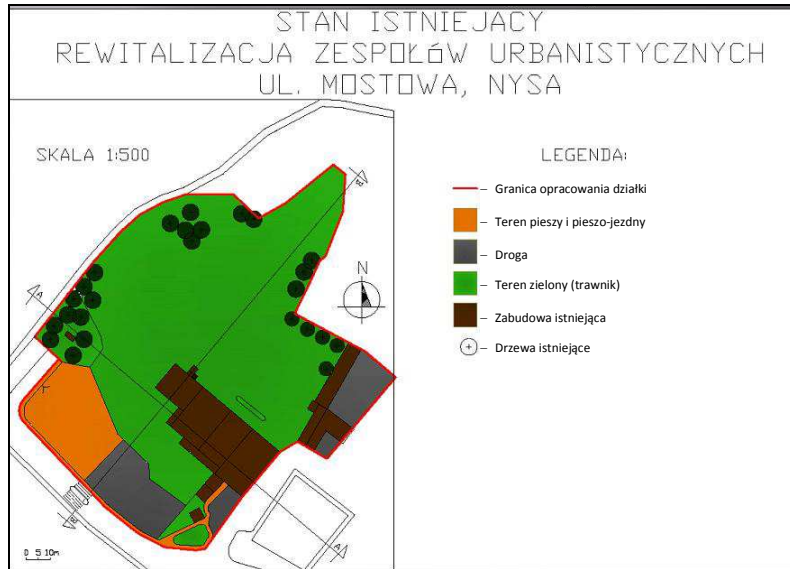 STAN ISTNIEJACY
REWITALIZACJA ZESPOŁóW URBANISTYCZNYCH
UL. MOSTOWA, NYSA
SKALA 1:500
LEGENDA:
– Granica opracowania działki
– Teren pieszy i pieszo-jezdny
– Droga
– Teren zielony (trawnik)
– Zabudowa istniejąca
– Drzewa istniejące
N
A
B
B
A
0 5 10m